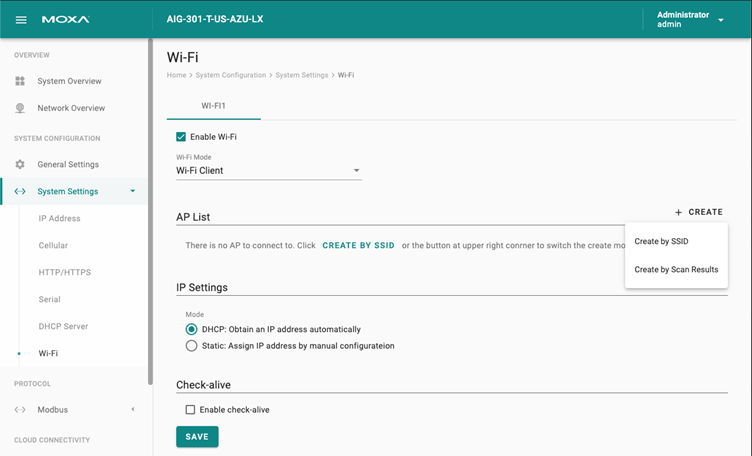 MOXA
AIG-301-T-US-AZU-LX
Administrator
admin
OVERVIEW
System Overview
Network Overview
SYSTEM CONFIGURATION
General Settings
System Settings
IP Address
Cellular
HTTP/HTTPS
Serial
DHCP Server
Wi-Fi
PROTOCOL
Modbus
CLOUD CONNECTIVITY
Wi-Fi
Home > System Configuration > System Settings > Wi-Fi
WI-FI1
Enable Wi-Fi
Wi-Fi Mode
Wi-Fi Client
AP List
+ CREATE
Create by SSID
Create by Scan Results
There is no AP to connect to. Click CREATE BY SSID or the button at upper right conrner to switch the create mo
IP Settings
Mode
DHCP: Obtain an IP address automatically
Static: Assign IP address by manual configurateion
Check-alive
Enable check-alive
SAVE